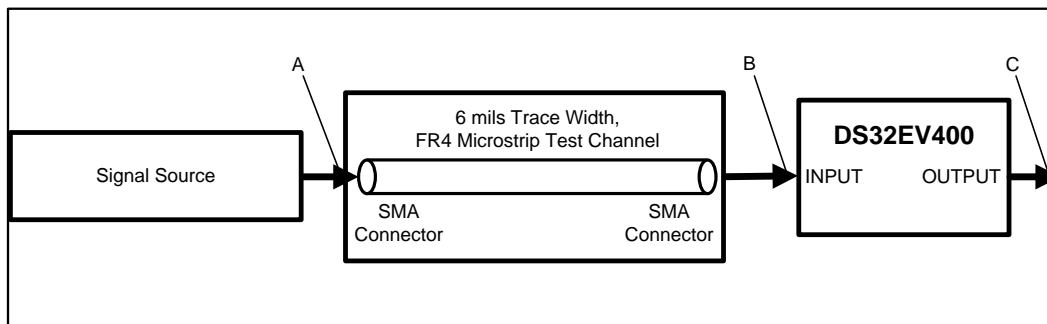 A
B
C
6 mils Trace Width,
FR4 Microstrip Test Channel
DS32EV400
Signal Source
INPUT
OUTPUT
SMA
Connector
SMA
Connector